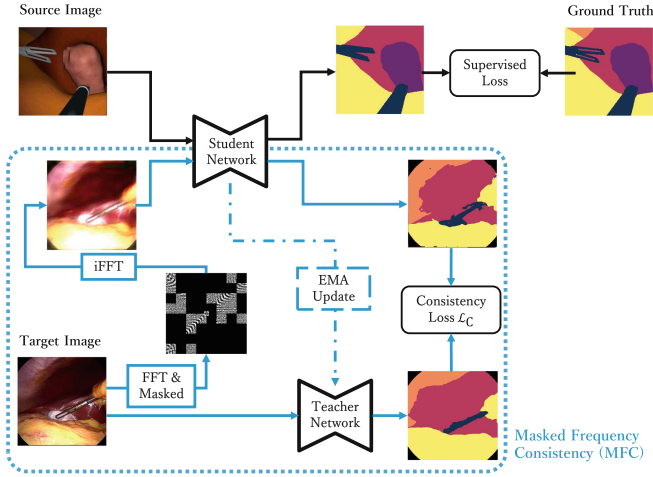 Source Image
Ground Truth
Supervised
Loss
Student
Network
iFFT
EMA
Update
Consistency
Loss ℒC
Target Image
FFT &
Masked
Teacher
Network
Masked Frequency
Consistency (MFC)